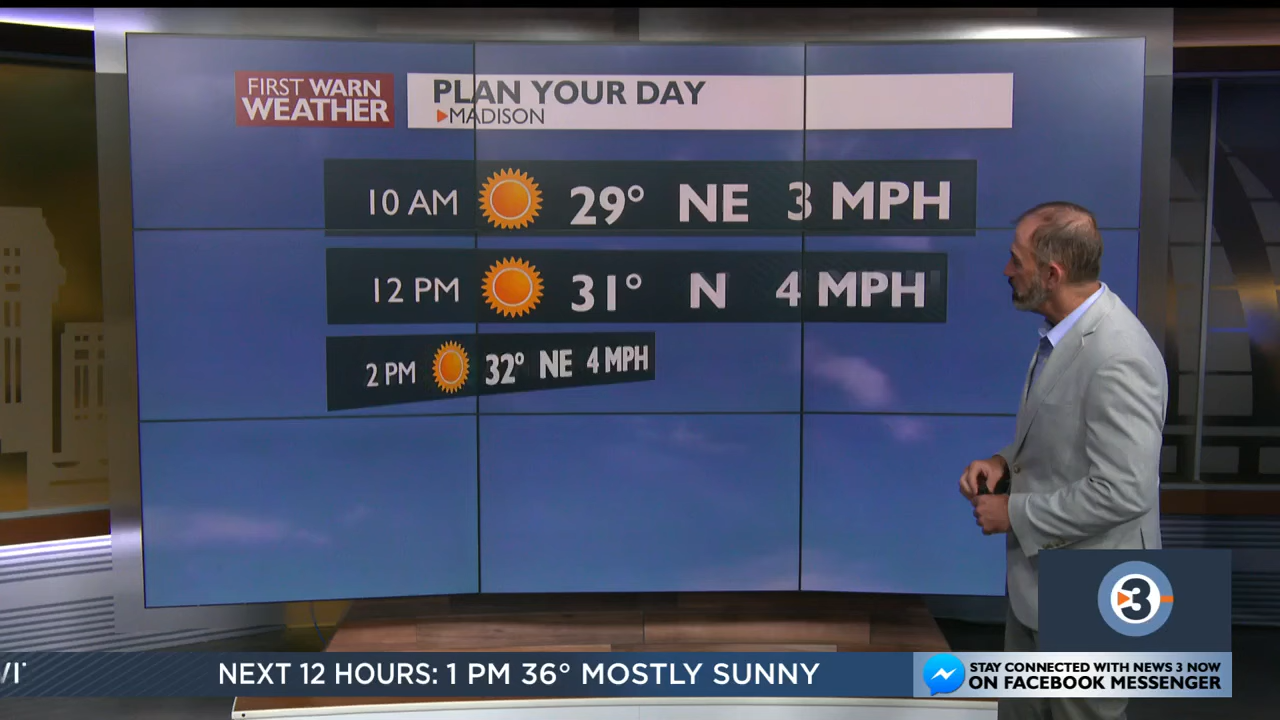 FIRST WARN
WEATHER
PLAN YOUR DAY
MADISON
10 AM 29° NE 3 MPH
12 PM 31° N 4 MPH
2 PM 32° NE 4 MPH
3
NEXT 12 HOURS: 1 PM 36° MOSTLY SUNNY
STAY CONNECTED WITH NEWS 3 NOW
ON FACEBOOK MESSENGER